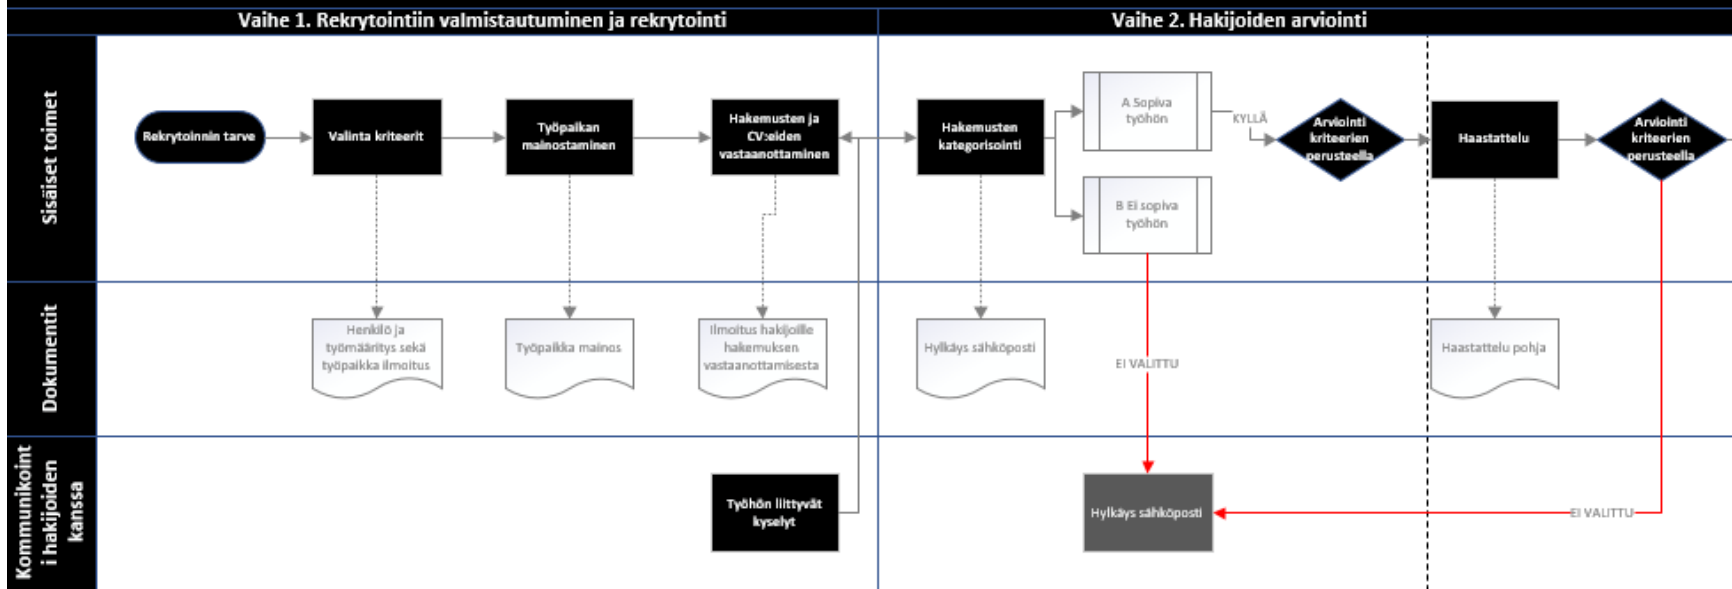 Vaihe 1. Rekrytointiin valmistautuminen ja rekrytointi
Vaihe 2. Hakijoiden arviointi
Sisäiset toimet
Rekrytoinnin tarve
Valinta kriteerit
Työpaikan
mainostaminen
Hakemusten ja
CV:eiden
vastaanottaminen
Hakemusten
kategorisointi
A Sopiva
työhön
B Ei sopiva
työhön
KYLLÄ
Arviointi
kriteerien
perusteella
Haastattelu
Arviointi
kriteerien
perusteella
Dokumentit
Henkilö ja
työmääritys sekä
työpaikka ilmoitus
Työpaikka mainos
Ilmoitus hakijoille
hakemuksen
vastaanottamisesta
Hylkäys sähköposti
EI VALITTU
Haastattelu pohja
Kommunikoint
i hakijoiden
kanssa
Työhön liittyvät
kyselyt
Hylkäys sähköposti
EI VALITTU